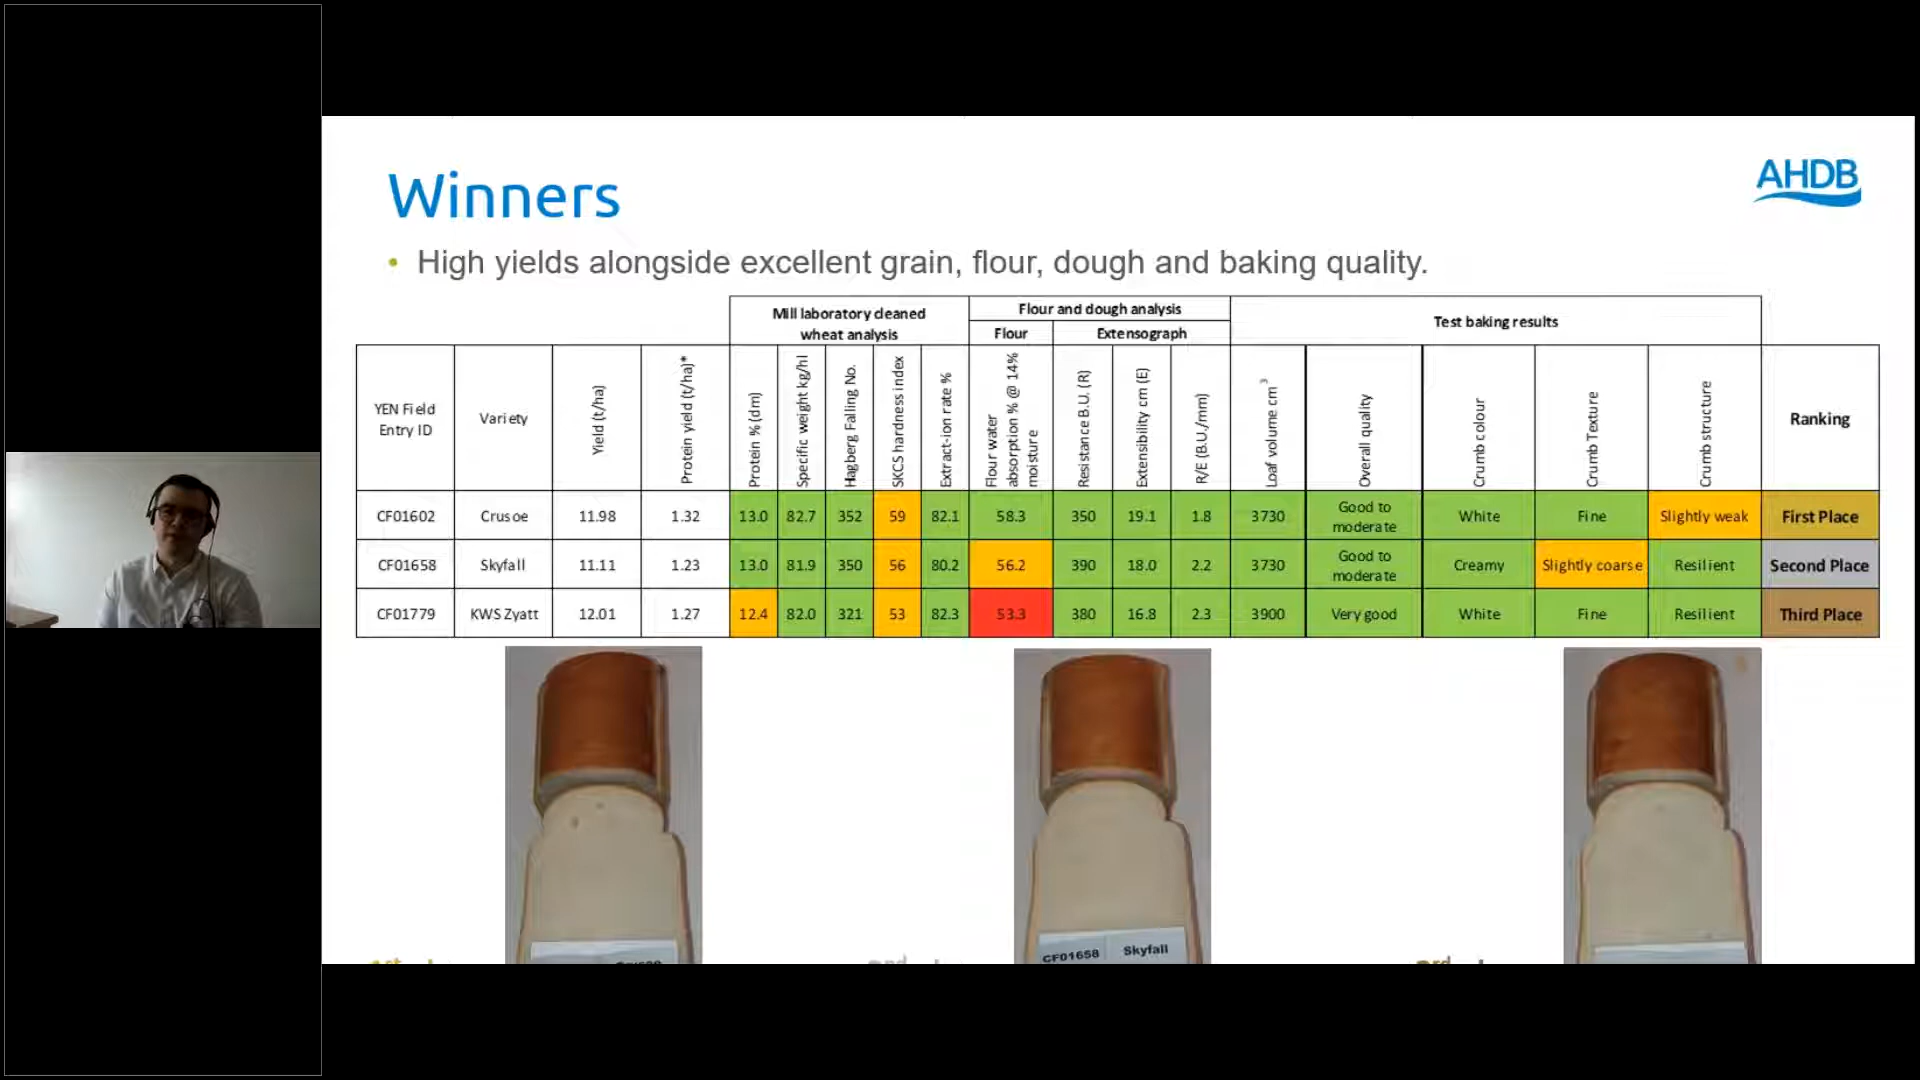 Winners
AHDB
• High yields alongside excellent grain, flour, dough and baking quality.
Mill laboratory cleaned
wheat analysis
Flour and dough analysis
Flour
Extensograph
Test baking results
YEN Field
Entry ID
Variety
Yield (t/ha)
Protein yield (t/ha)*
Protein % (dm)
Specific weight kg/hl
Hagberg Falling No.
SKCS hardness index
Extract-ion rate %
Flour water
absorption % @ 14%
moisture
Resistance B.U. (R)
Extensibility cm (E)
R/E (B.U./mm)
Loaf volume cm³
Overall quality
Crumb colour
Crumb Texture
Crumb structure
Ranking
CF01602 Crusoe 11.98 1.32 13.0 82.7 352 59 82.1 58.3 350 19.1 1.8 3730 Good to moderate White Fine Slightly weak First Place
CF01658 Skyfall 11.11 1.23 13.0 81.9 350 56 80.2 56.2 390 18.0 2.2 3730 Good to moderate Creamy Slightly coarse Resilient Second Place
CF01779 KWS Zyatt 12.01 1.27 12.4 82.0 321 53 82.3 53.3 380 16.8 2.3 3900 Very good White Fine Resilient Third Place
CF01658 Skyfall